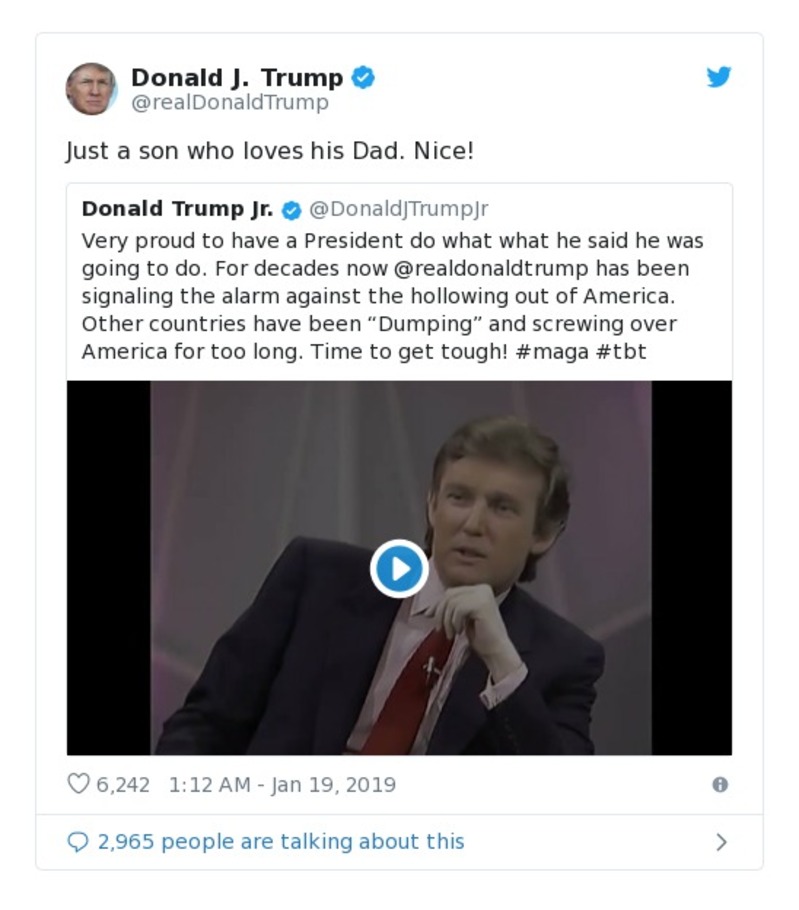 Donald J. Trump
@realDonaldTrump
Just a son who loves his Dad. Nice!
Donald Trump Jr. @DonaldJTrumpJr
Very proud to have a President do what what he said he was
going to do. For decades now @realdonaldtrump has been
signaling the alarm against the hollowing out of America.
Other countries have been “Dumping” and screwing over
America for too long. Time to get tough! #maga #tbt
6,242 1:12 AM - Jan 19, 2019
2,965 people are talking about this